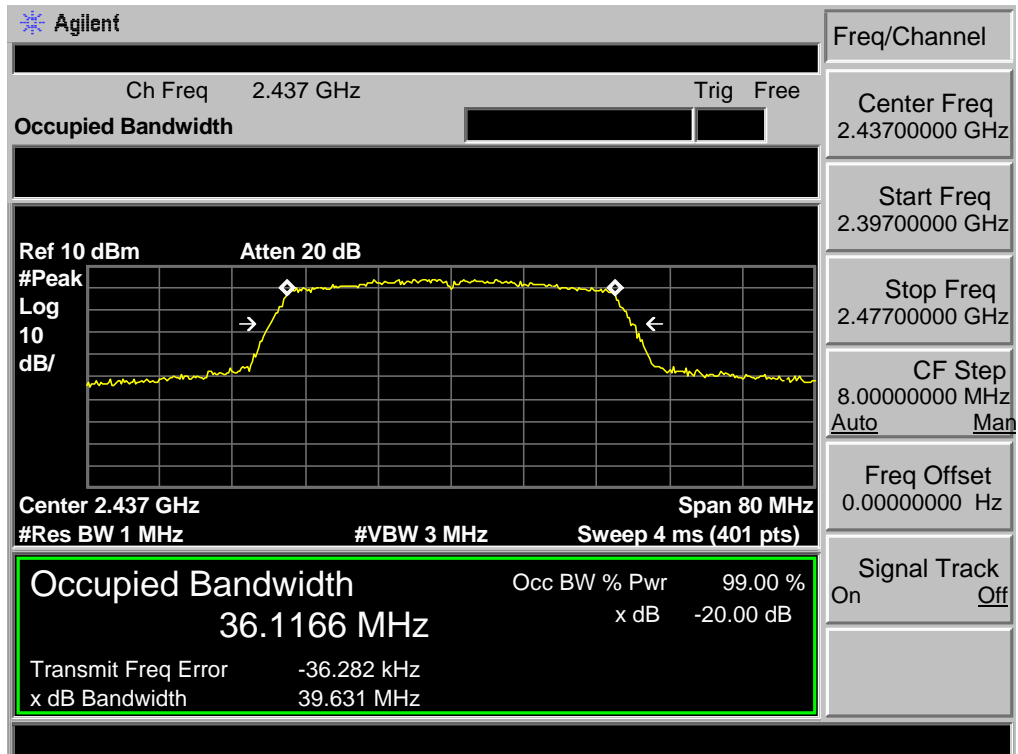 Agilent
Freq/Channel
Ch Freq 2.437 GHz Trig Free
Occupied Bandwidth
Center Freq
2.43700000 GHz
Start Freq
2.39700000 GHz
Ref 10 dBm Atten 20 dB
#Peak
Log
10
dB/
Stop Freq
2.47700000 GHz
CF Step
8.00000000 MHz
Auto Man
Center 2.437 GHz Span 80 MHz
#Res BW 1 MHz #VBW 3 MHz Sweep 4 ms (401 pts)
Freq Offset
0.00000000 Hz
Occupied Bandwidth Occ BW % Pwr 99.00 %
36.1166 MHz x dB -20.00 dB
Transmit Freq Error -36.282 kHz
x dB Bandwidth 39.631 MHz
Signal Track
On Off